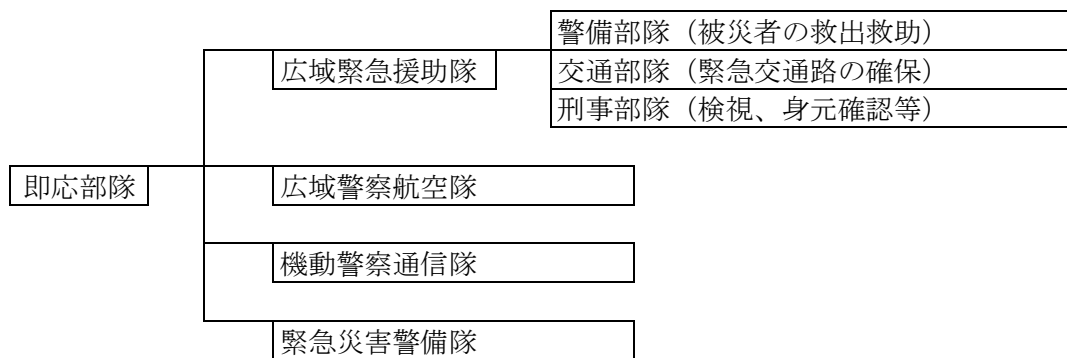 警備部隊（被災者の救出救助）
広域緊急援助隊
交通部隊（緊急交通路の確保）
刑事部隊（検視、身元確認等）
即応部隊
広域警察航空隊
機動警察通信隊
緊急災害警備隊